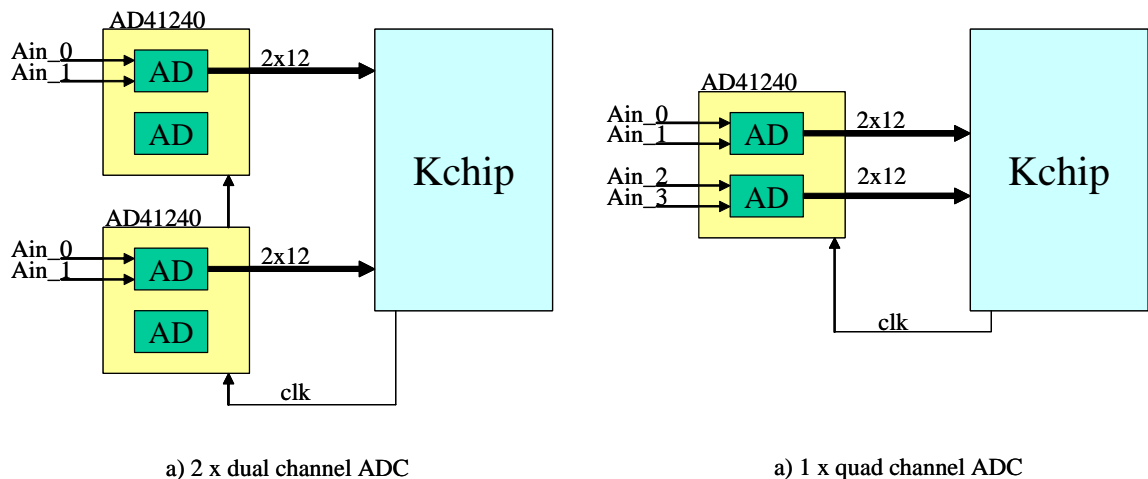 AD41240
Ain_0
Ain_1
AD
2x12
AD
AD41240
Ain_0
Ain_1
AD
2x12
AD
Kchip
clk
a) 2 x dual channel ADC
AD41240
Ain_0
Ain_1
AD
2x12
Ain_2
Ain_3
AD
2x12
Kchip
clk
a) 1 x quad channel ADC